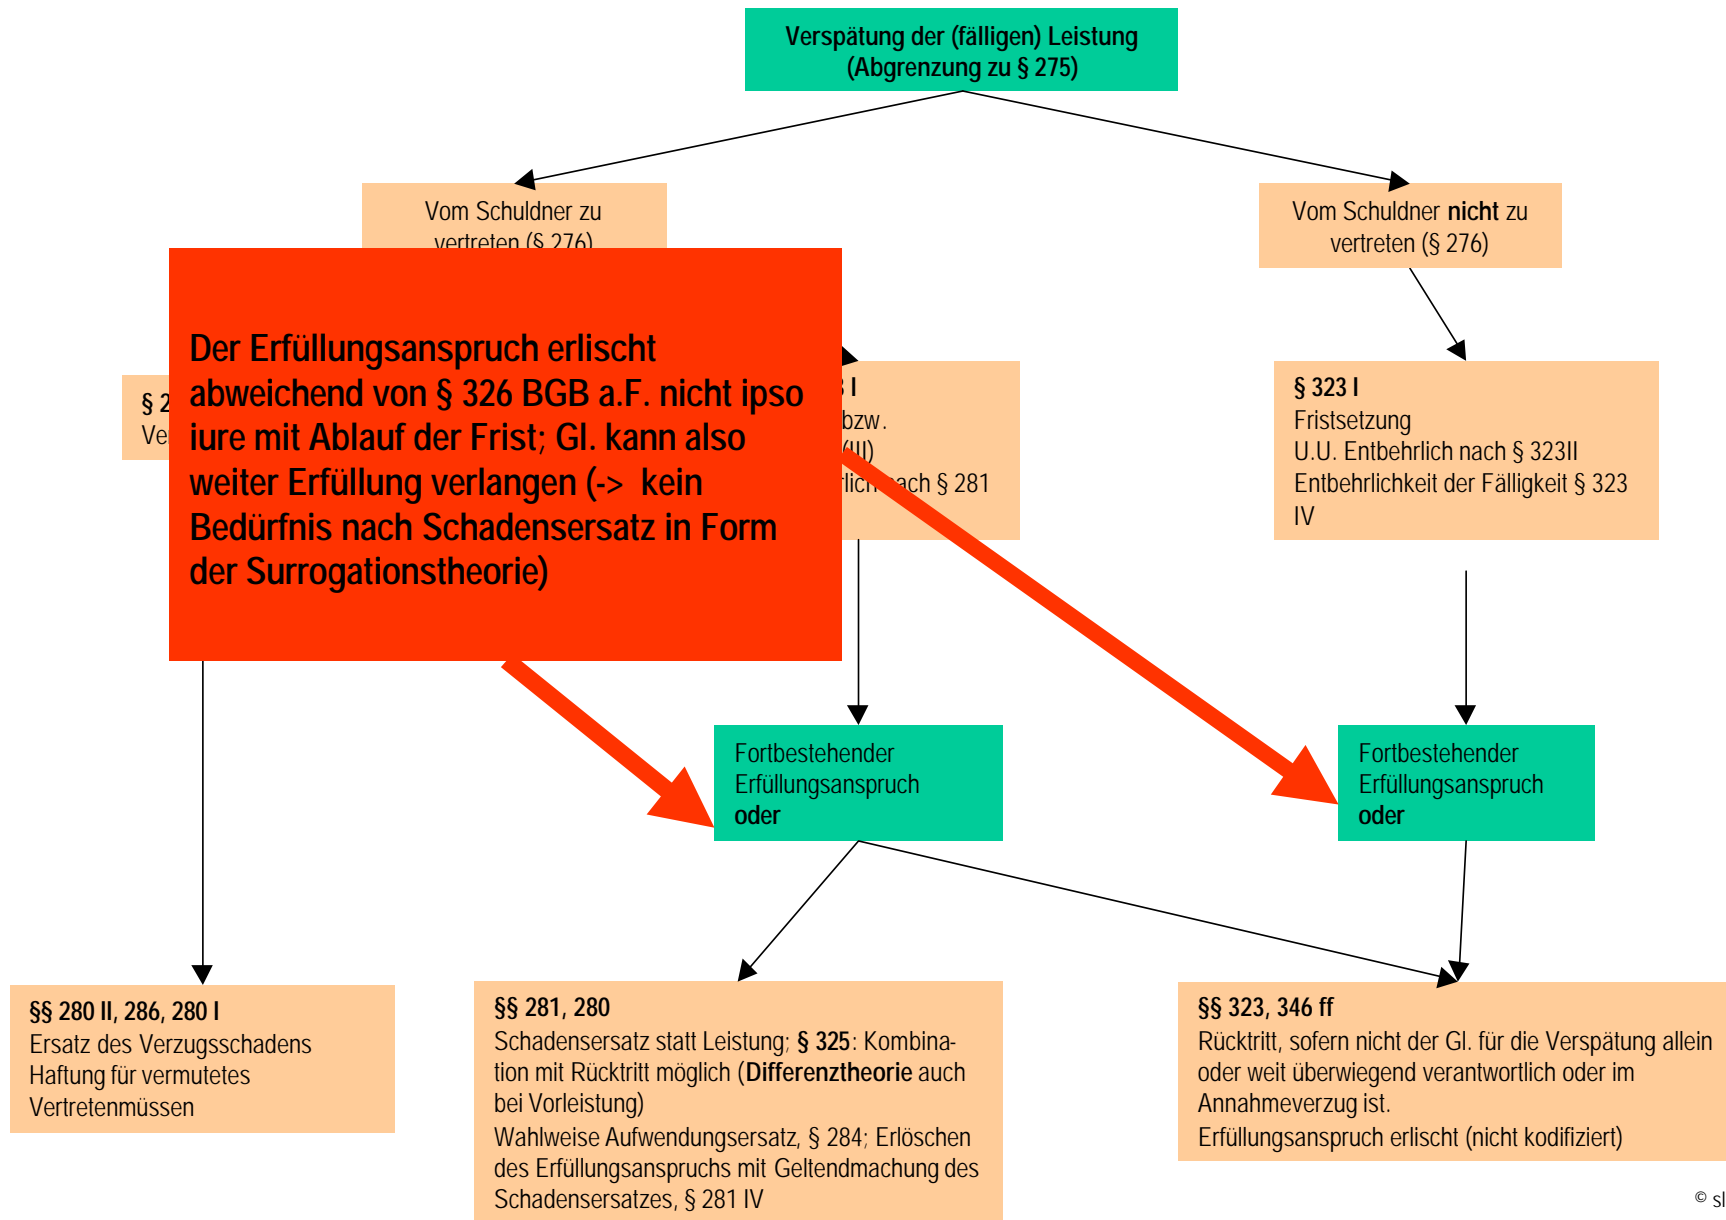 Verspätung der (fälligen) Leistung
(Abgrenzung zu § 275)
Vom Schuldner zu
vertreten (§ 276)
Vom Schuldner nicht zu
vertreten (§ 276)
Der Erfüllungsanspruch erlischt
abweichend von § 326 BGB a.F. nicht ipso
iure mit Ablauf der Frist; Gl. kann also
weiter Erfüllung verlangen (-> kein
Bedürfnis nach Schadensersatz in Form
der Surrogationstheorie)
§ 2
Ve
I
bzw.
(III)
nach § 281
§ 323 I
Fristsetzung
U.U. Entbehrlich nach § 323II
Entbehrlichkeit der Fälligkeit § 323
IV
Fortbestehender
Erfüllungsanspruch
oder
Fortbestehender
Erfüllungsanspruch
oder
§§ 280 II, 286, 280 I
Ersatz des Verzugsschadens
Haftung für vermutetes
Vertretenmüssen
§§ 281, 280
Schadensersatz statt Leistung; § 325: Kombina-
tion mit Rücktritt möglich (Differenztheorie auch
bei Vorleistung)
Wahlweise Aufwendungsersatz, § 284; Erlöschen
des Erfüllungsanspruchs mit Geltendmachung des
Schadensersatzes, § 281 IV
§§ 323, 346 ff
Rücktritt, sofern nicht der Gl. für die Verspätung allein
oder weit überwiegend verantwortlich oder im
Annahmeverzug ist.
Erfüllungsanspruch erlischt (nicht kodifiziert)
© sl